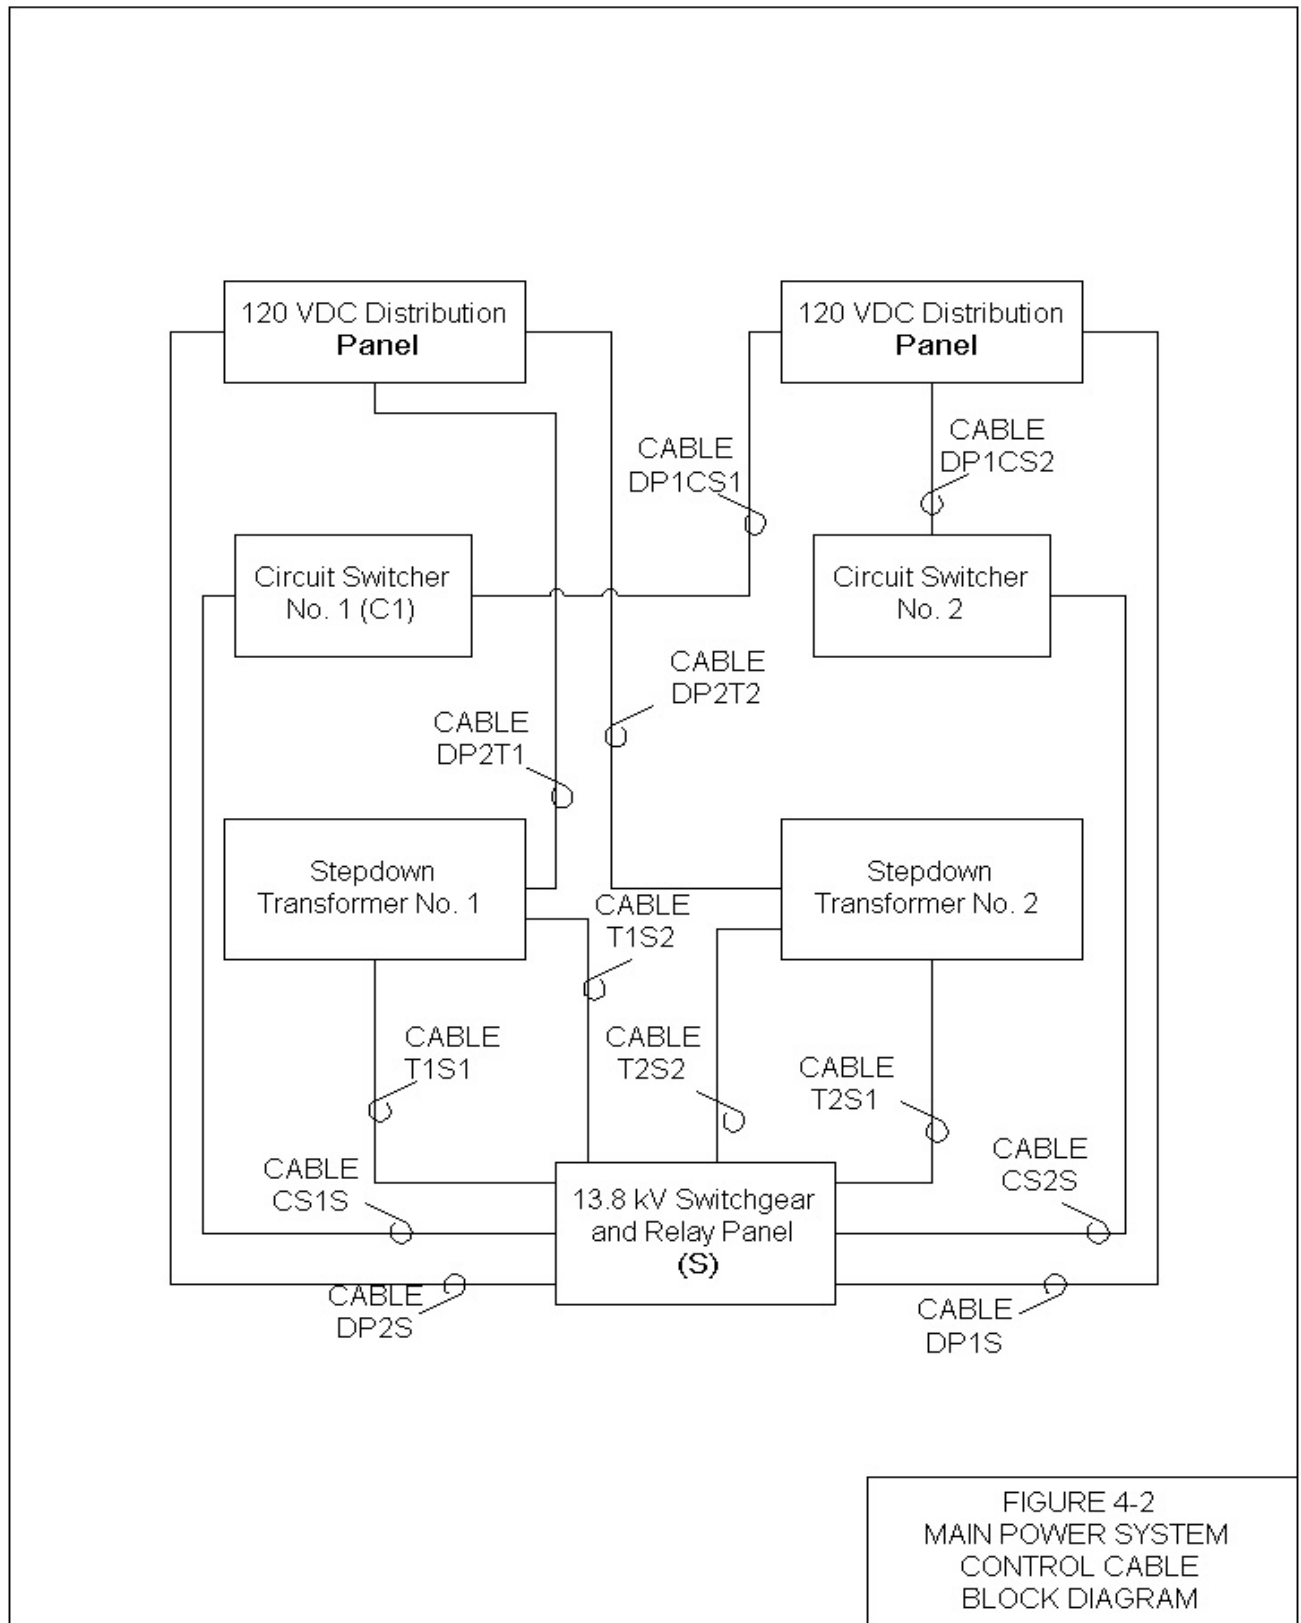 120 VDC Distribution
Panel
120 VDC Distribution
Panel
CABLE
DP1CS1
CABLE
DP1CS2
Circuit Switcher
No. 1 (C1)
Circuit Switcher
No. 2
CABLE
DP2T2
CABLE
DP2T1
Stepdown
Transformer No. 1
Stepdown
Transformer No. 2
CABLE
T1S2
CABLE
T1S1
CABLE
T2S2
CABLE
T2S1
CABLE
CS1S
CABLE
CS2S
13.8 kV Switchgear
and Relay Panel
(S)
CABLE
DP2S
CABLE
DP1S
FIGURE 4-2
MAIN POWER SYSTEM
CONTROL CABLE
BLOCK DIAGRAM